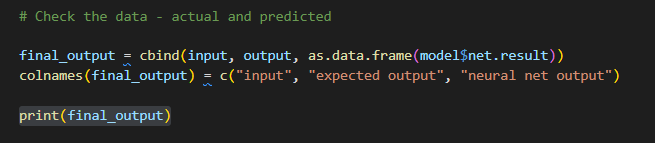 # Check the data - actual and predicted
final_output = cbind(input, output, as.data.frame(model$net.result))
colnames(final_output) = c("input", "expected output", "neural net output")
print(final_output)